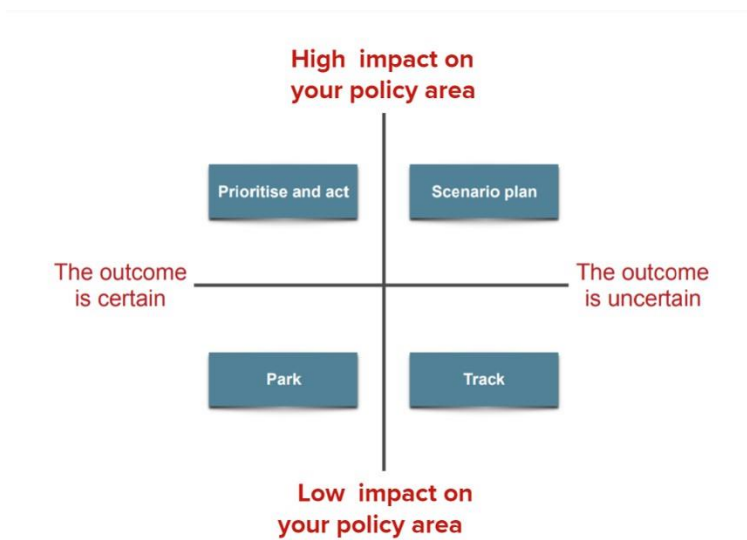 High impact on
your policy area
Prioritise and act
Scenario plan
The outcome
is certain
The outcome
is uncertain
Park
Track
Low impact on
your policy area